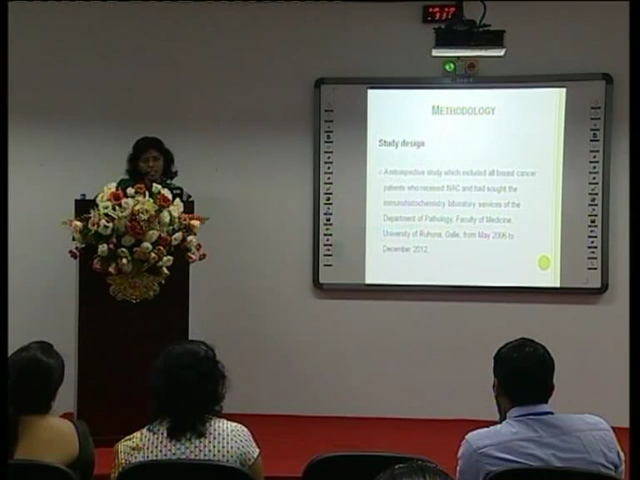 METHODOLOGY
Study design
A retrospective study which included all breast cancer
patients who received NAC and had sought the
immunohistochemistry laboratory services of the
Department of Pathology, Faculty of Medicine,
University of Ruhuna, Galle, from May 2006 to
December 2012.